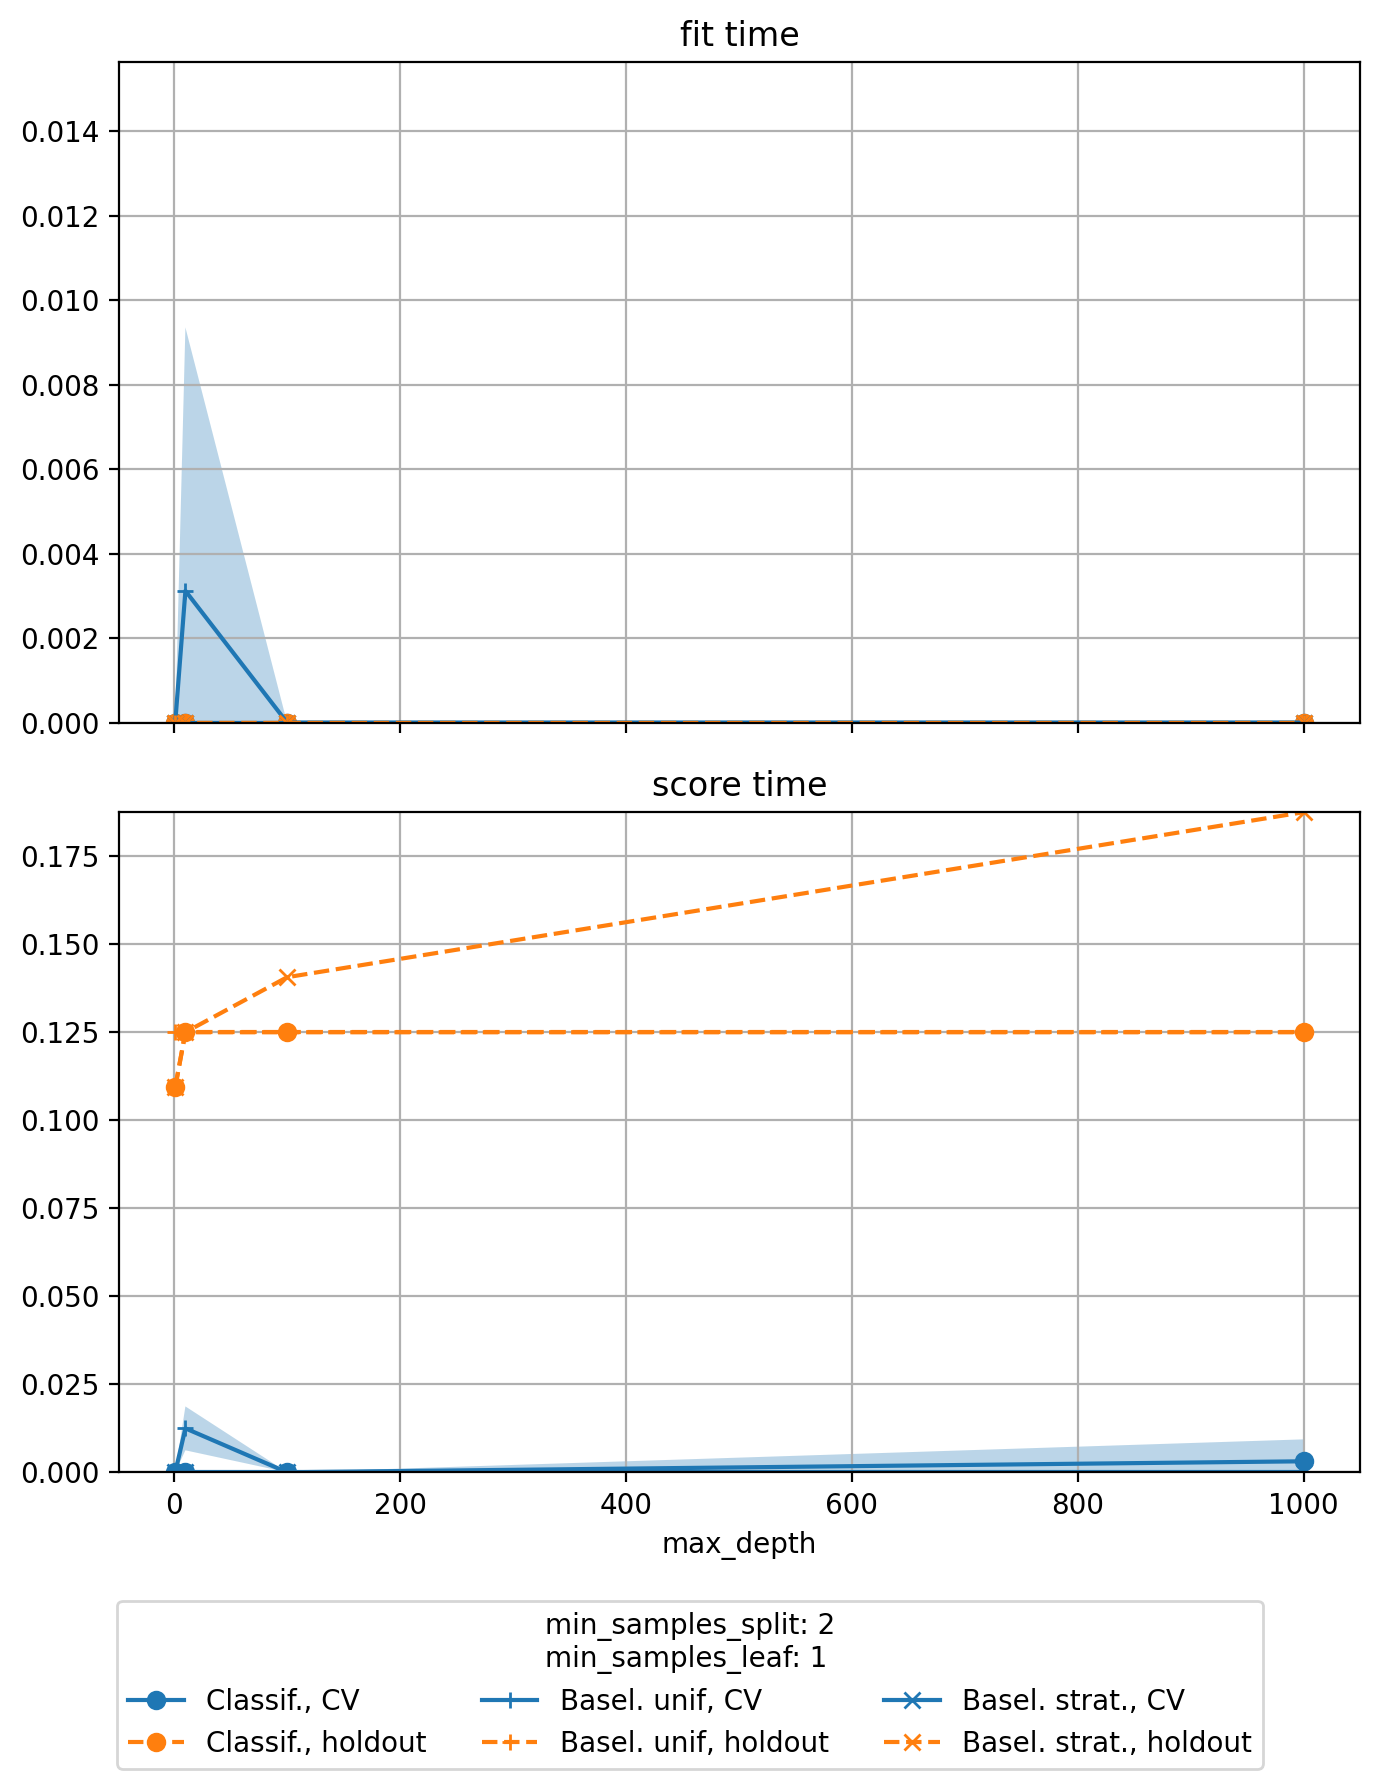 fit time
0.014
0.012
0.010
0.008
0.006
0.004
0.002
0.000
score time
0.175
0.150
0.125
0.100
0.075
0.050
0.025
0.000
0 200 400 600 800 1000
max_depth
min_samples_split: 2
min_samples_leaf: 1
Classif., CV Basel. unif, CV Basel. strat., CV
Classif., holdout Basel. unif, holdout Basel. strat., holdout